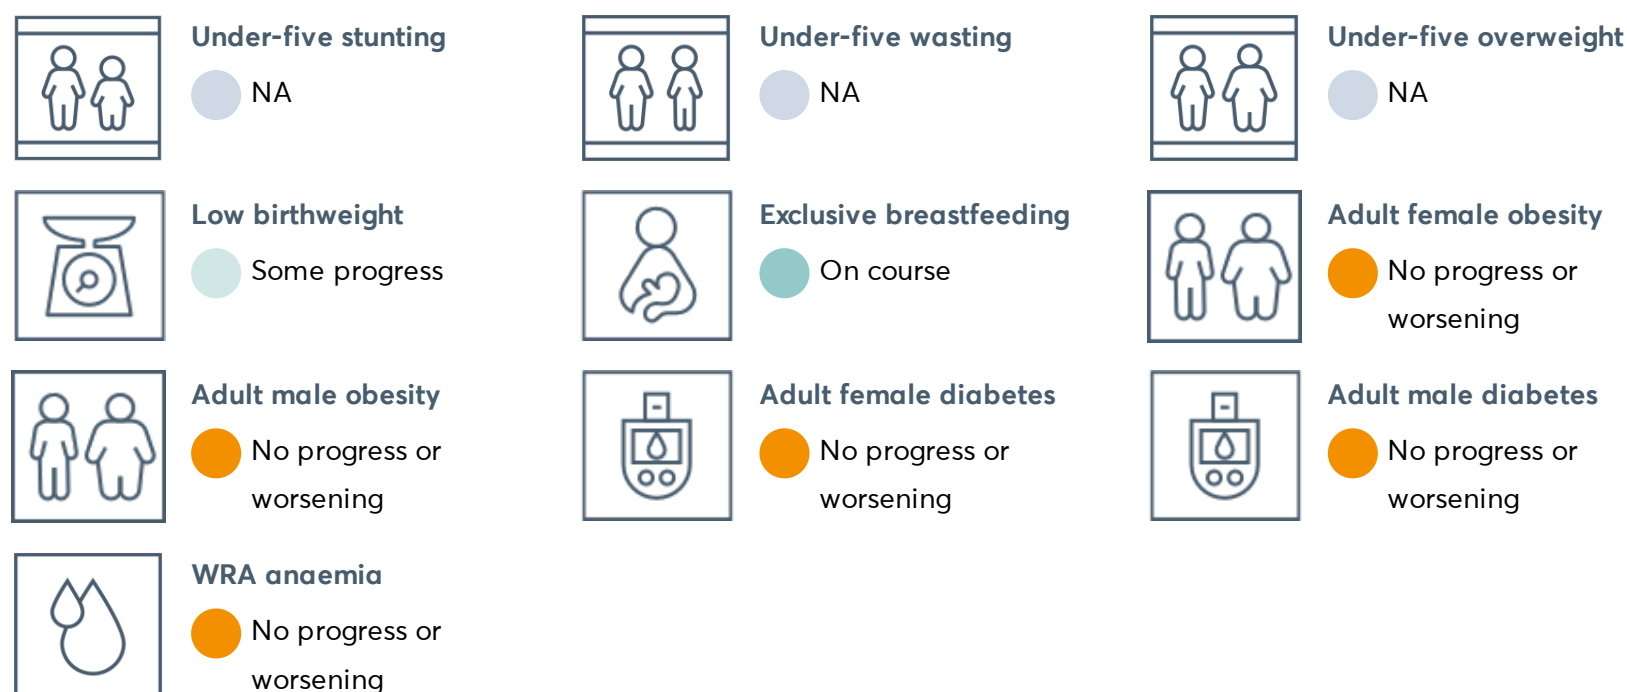 Under-five stunting
NA
Under-five wasting
NA
Under-five overweight
NA
Low birthweight
Some progress
Exclusive breastfeeding
On course
Adult female obesity
No progress or
worsening
Adult male obesity
No progress or
worsening
Adult female diabetes
No progress or
worsening
Adult male diabetes
No progress or
worsening
WRA anaemia
No progress or
worsening